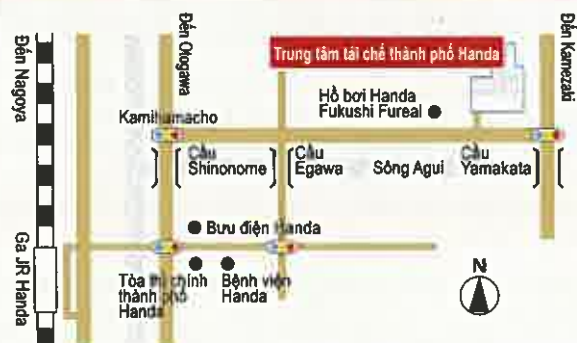 Đến Nagoya
Đến Otogawa
Trung tâm tái chế thành phố Handa
Đến Kamezaki
Hồ bơi Handa
Fukushi Fureal
Kamihamacho
Cầu
Shinonome
Cầu
Egawa
Sông Agui
Cầu
Yamakata
Bưu điện Handa
Ga JR Handa
Tòa thị chính
thành phố
Handa
Bệnh viện
Handa
N